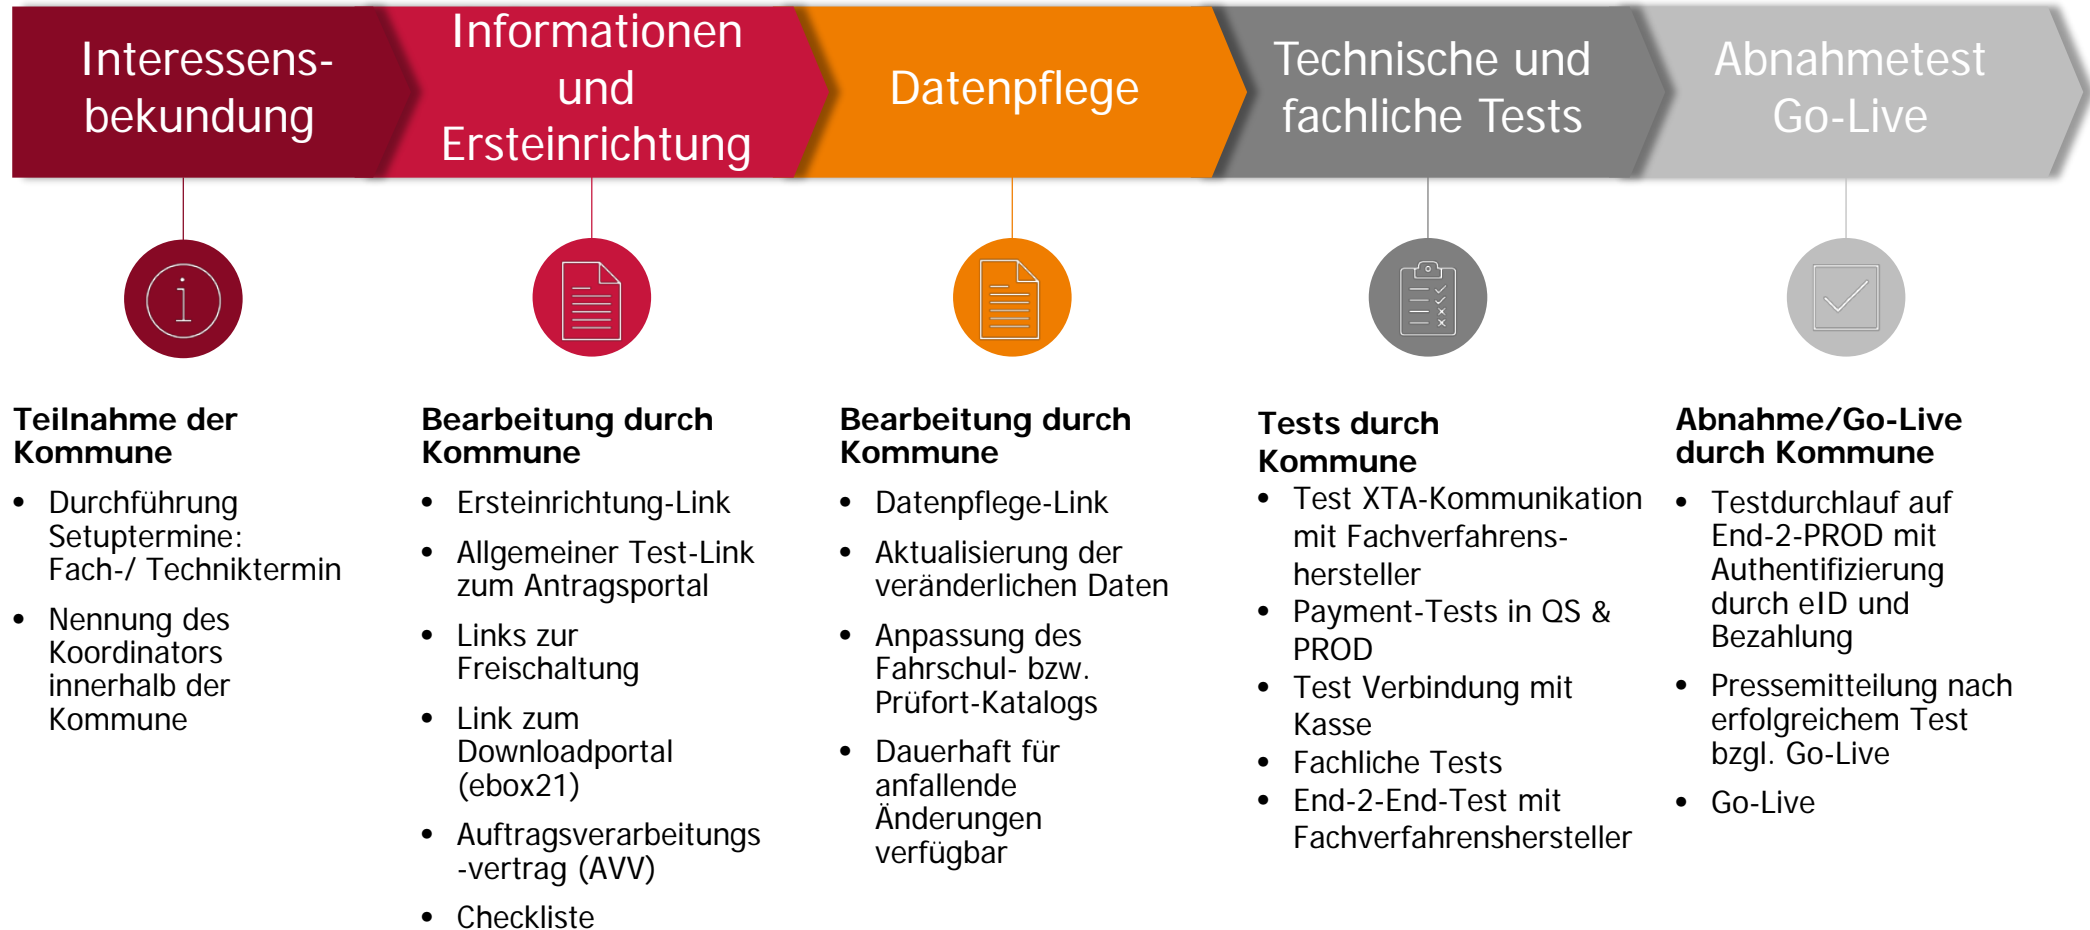 Interessens-
bekundung
Informationen
und
Ersteinrichtung
Datenpflege
Technische und
fachliche Tests
Abnahmetest
Go-Live
Teilnahme der
Kommune
• Durchführung
Setuptermine:
Fach-/ Techniktermin
• Nennung des
Koordinators
innerhalb der
Kommune
Bearbeitung durch
Kommune
• Ersteinrichtung-Link
• Allgemeiner Test-Link
zum Antragsportal
• Links zur
Freischaltung
• Link zum
Downloadportal
(ebox21)
• Auftragsverarbeitungs
-vertrag (AVV)
• Checkliste
Bearbeitung durch
Kommune
• Datenpflege-Link
• Aktualisierung der
veränderlichen Daten
• Anpassung des
Fahrschul- bzw.
Prüfort-Katalogs
• Dauerhaft für
anfallende
Änderungen
verfügbar
Tests durch
Kommune
• Test XTA-Kommunikation
mit Fachverfahrens-
hersteller
• Payment-Tests in QS &
PROD
• Test Verbindung mit
Kasse
• Fachliche Tests
• End-2-End-Test mit
Fachverfahrenshersteller
Abnahme/Go-Live
durch Kommune
• Testdurchlauf auf
End-2-PROD mit
Authentifizierung
durch eID und
Bezahlung
• Pressemitteilung nach
erfolgreichem Test
bzgl. Go-Live
• Go-Live